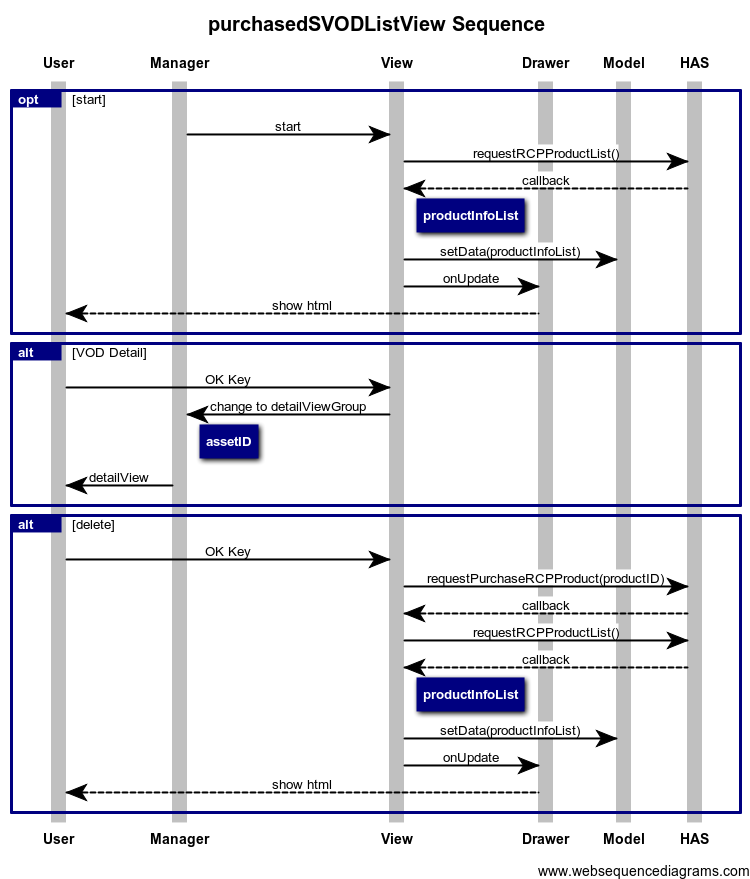 purchasedSVODListView Sequence
User Manager View Drawer Model HAS
opt [start]
start
requestRCPProductList()
callback
productInfoList
setData(productInfoList)
onUpdate
show html
alt [VOD Detail]
OK Key
change to detailViewGroup
assetID
detailView
alt [delete]
OK Key
requestPurchaseRCPProduct(productID)
callback
requestRCPProductList()
callback
productInfoList
setData(productInfoList)
onUpdate
show html
User Manager View Drawer Model HAS
www.websequencediagrams.com